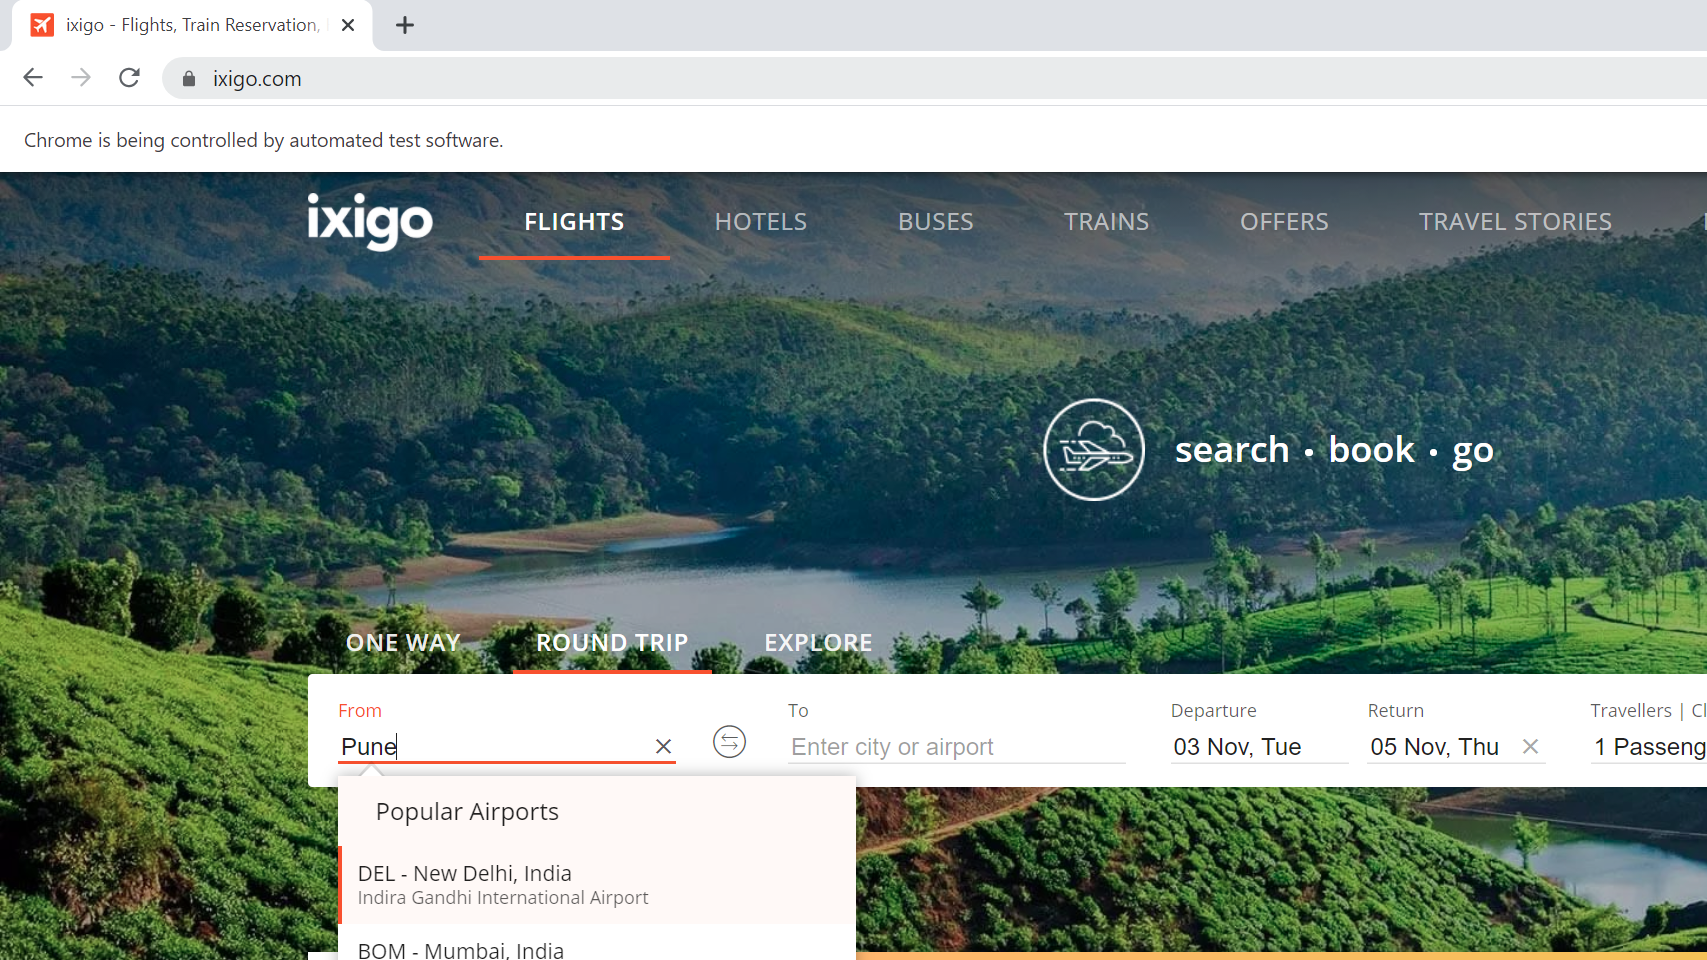 ixigo - Flights, Train Reservation,
ixigo.com
Chrome is being controlled by automated test software.
ixigo FLIGHTS HOTELS BUSES TRAINS OFFERS TRAVEL STORIES
search • book • go
ONE WAY ROUND TRIP EXPLORE
From To Departure Return Travellers | Cl
Pune Enter city or airport 03 Nov, Tue 05 Nov, Thu 1 Passeng
Popular Airports
DEL - New Delhi, India
Indira Gandhi International Airport
BOM - Mumbai, India